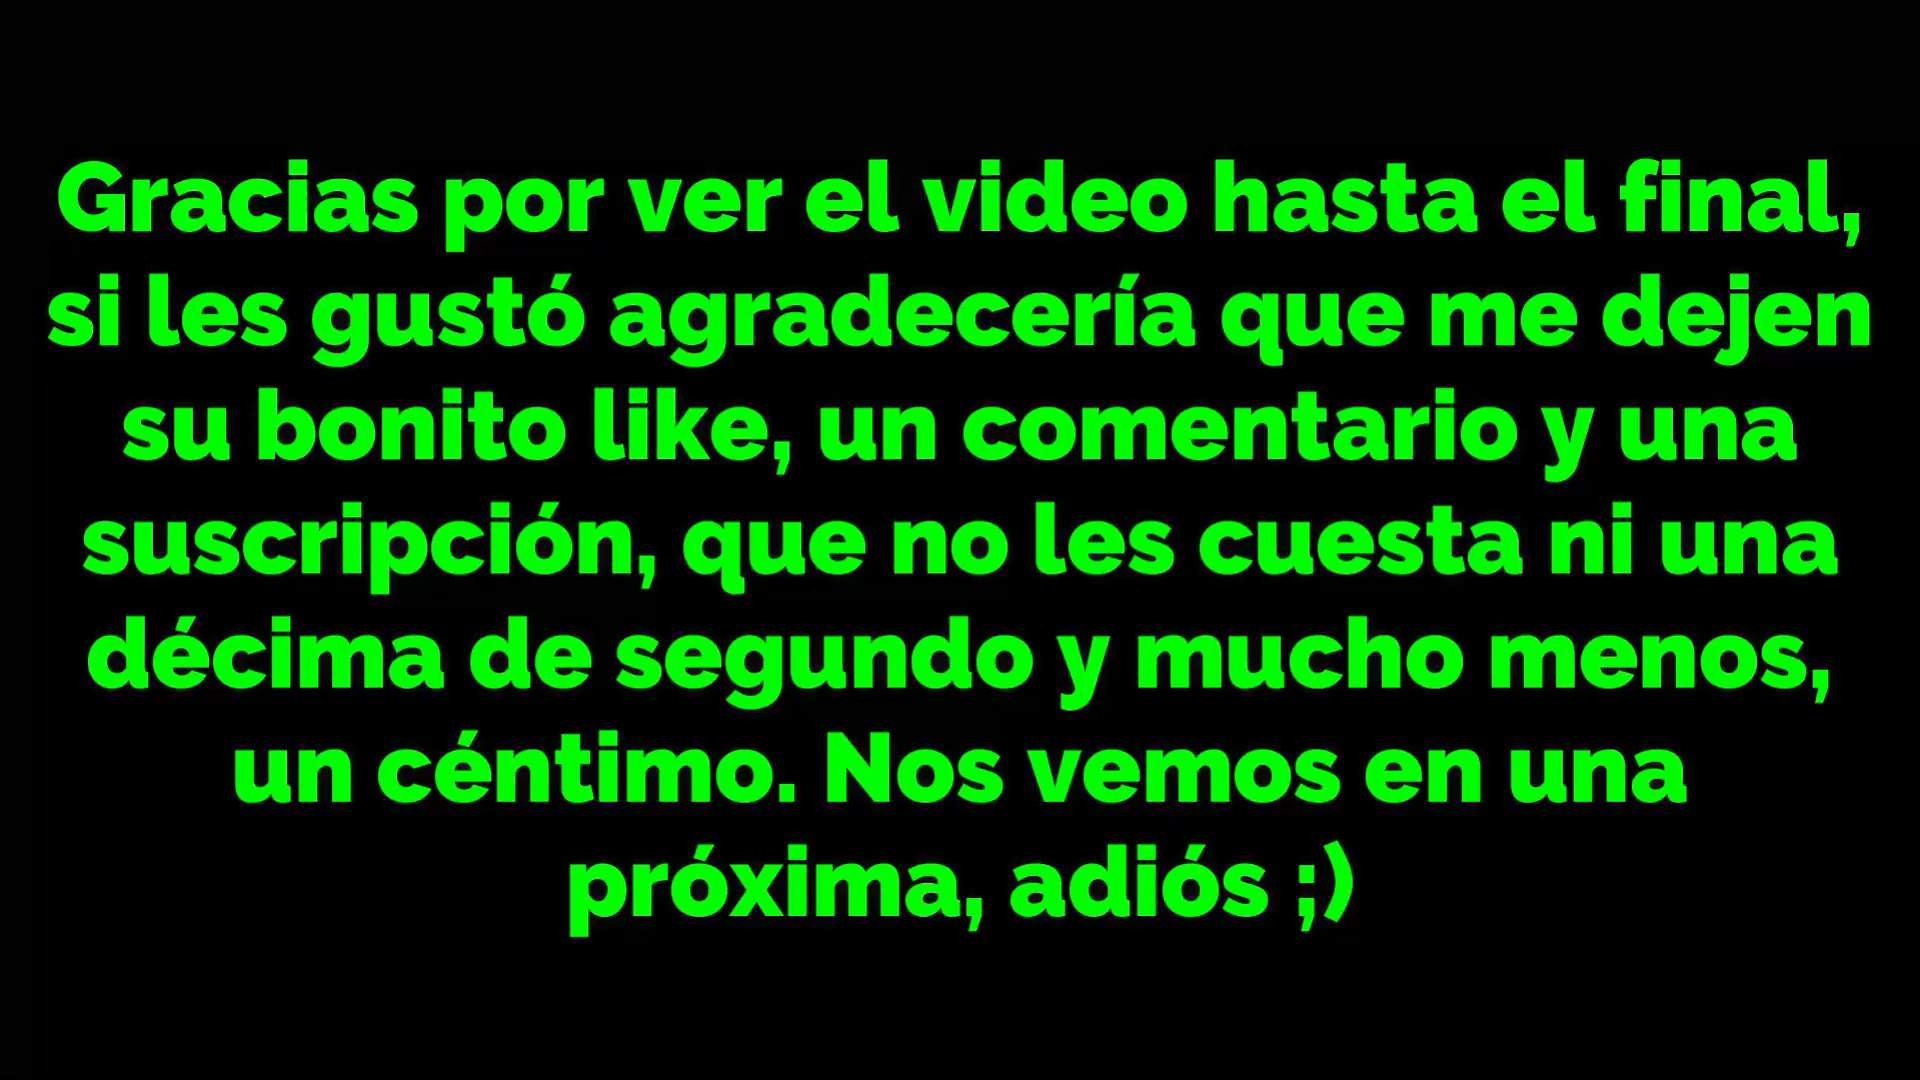 Gracias por ver el video hasta el final,
si les gustó agradecería que me dejen
su bonito like, un comentario y una
suscripción, que no les cuesta ni una
décima de segundo y mucho menos,
un céntimo. Nos vemos en una
próxima, adiós ;)